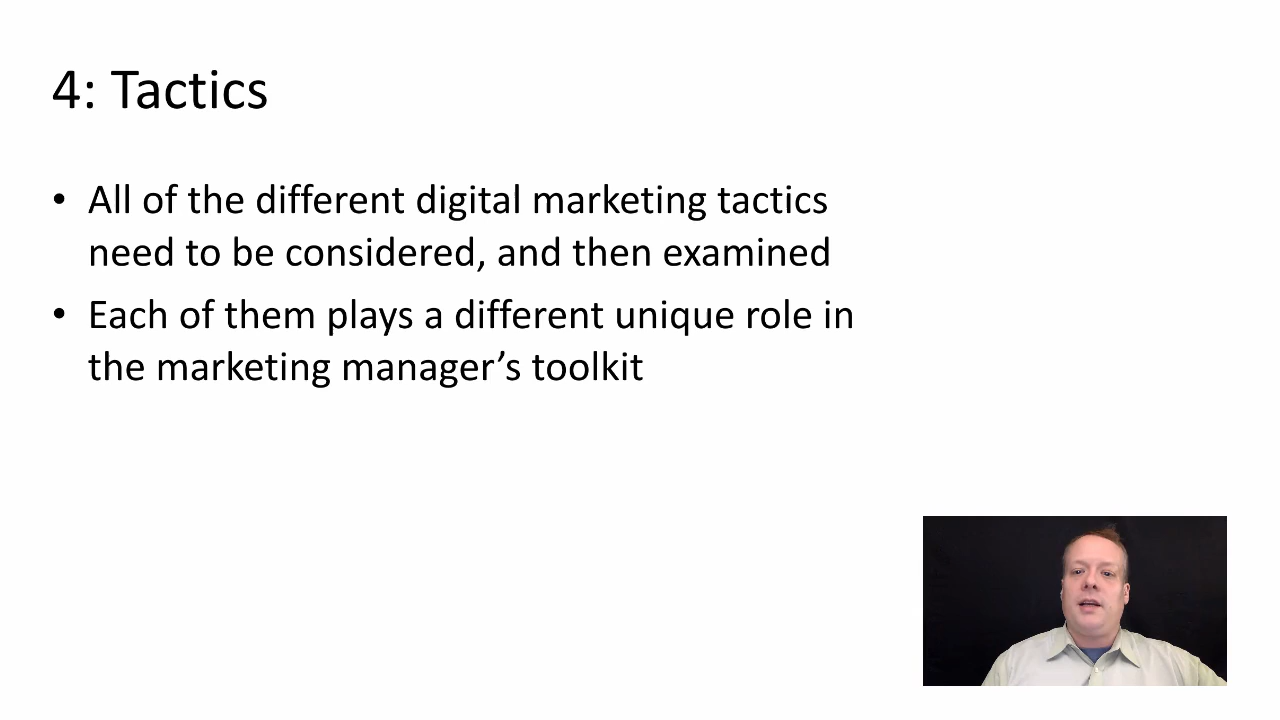 4: Tactics
• All of the different digital marketing tactics
need to be considered, and then examined
• Each of them plays a different unique role in
the marketing manager’s toolkit